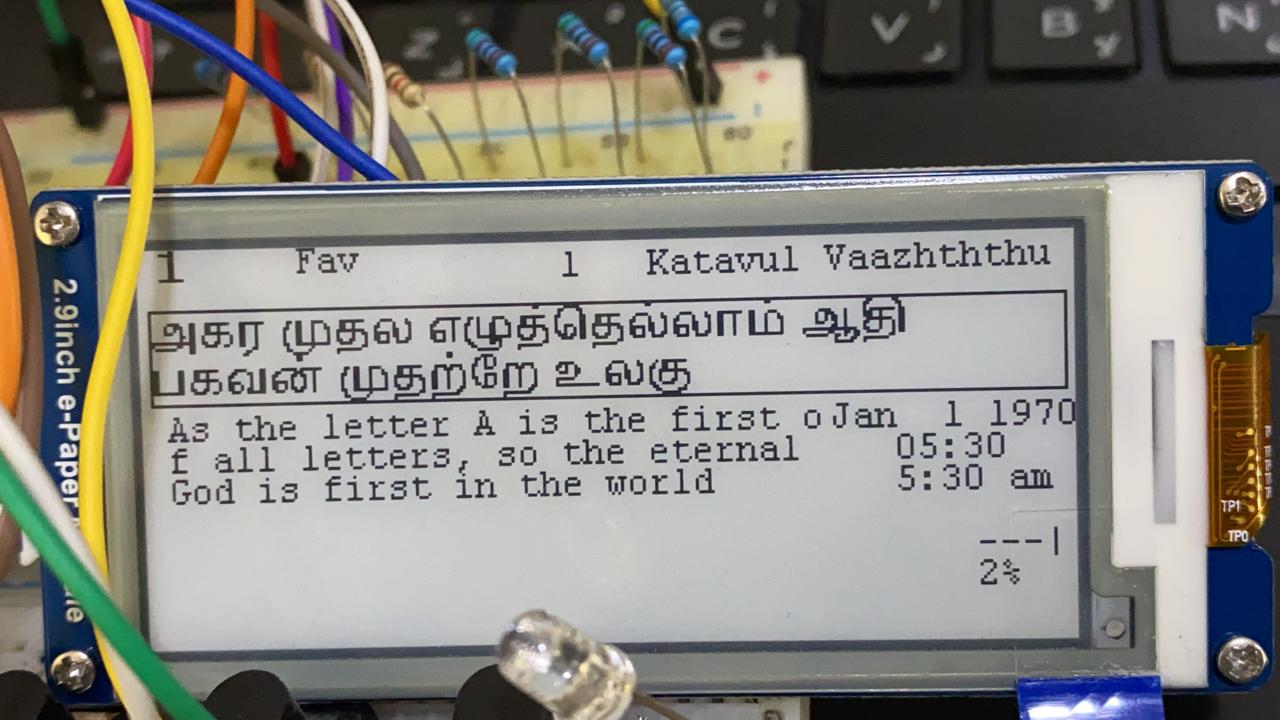 Z C V B N
60
1 Fav 1 Katavul Vaazhththu
அகர முதல எழுத்தெல்லாம் ஆதி
பகவன் முதற்றே உலகு
As the letter A is the first o Jan 1 1970
f all letters, so the eternal 05:30
God is first in the world 5:30 am
---|
2%
2.9inch e-Paper
TP1
TP0